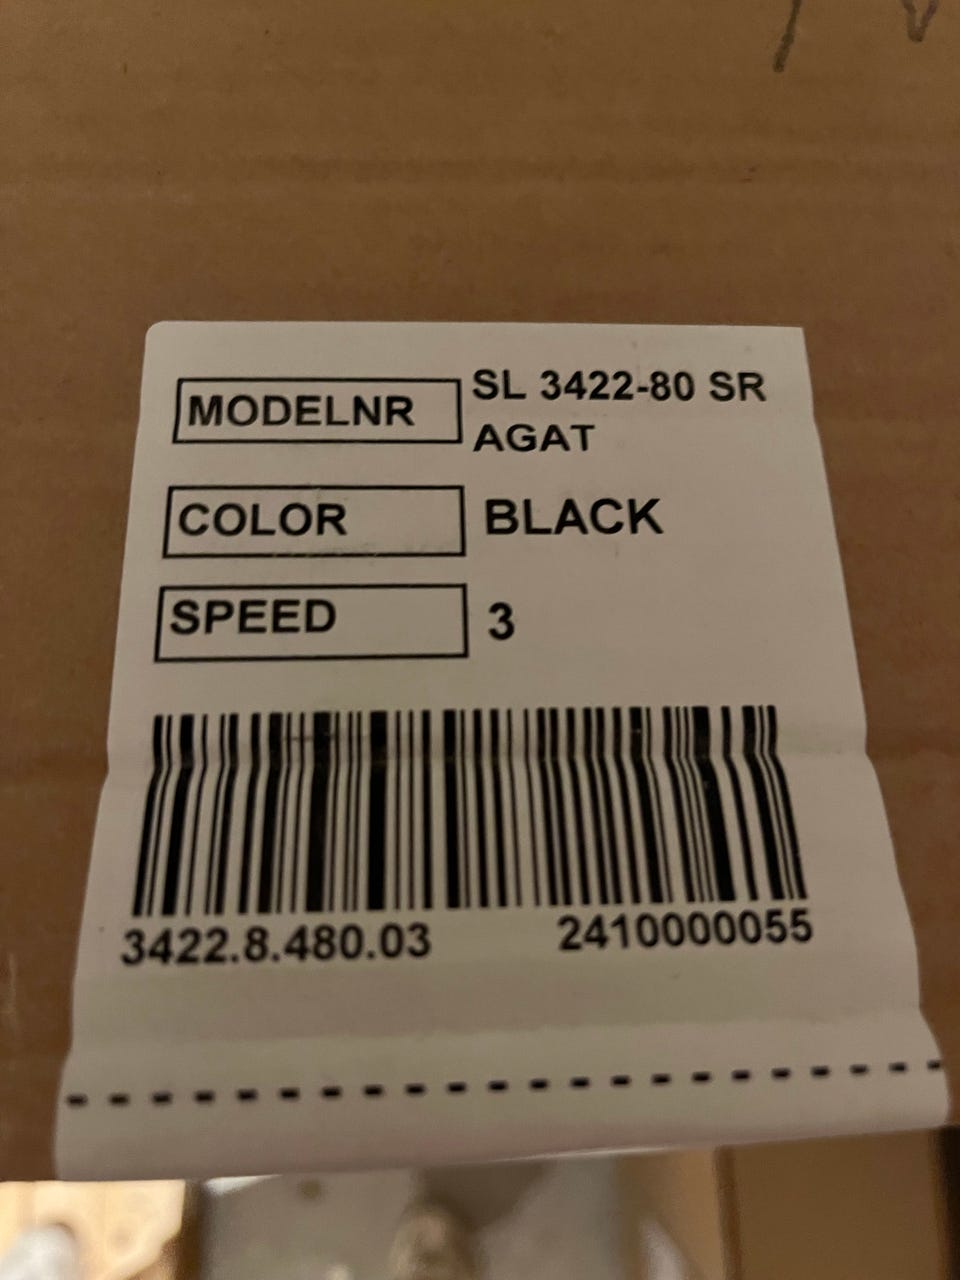 MODELNR SL 3422-80 SR
AGAT
COLOR BLACK
SPEED 3
3422.8.480.03 2410000055